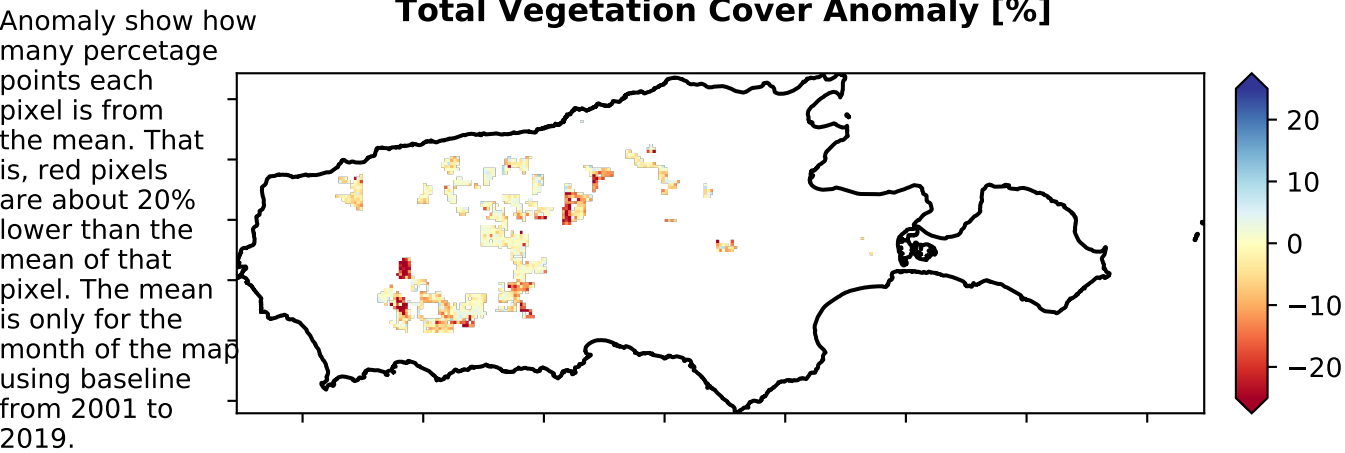 Total Vegetation Cover Anomaly [%]
Anomaly show how
many percetage
points each
pixel is from
the mean. That
is, red pixels
are about 20%
lower than the
mean of that
pixel. The mean
is only for the
month of the map
using baseline
from 2001 to
2019.
20
10
0
−10
−20